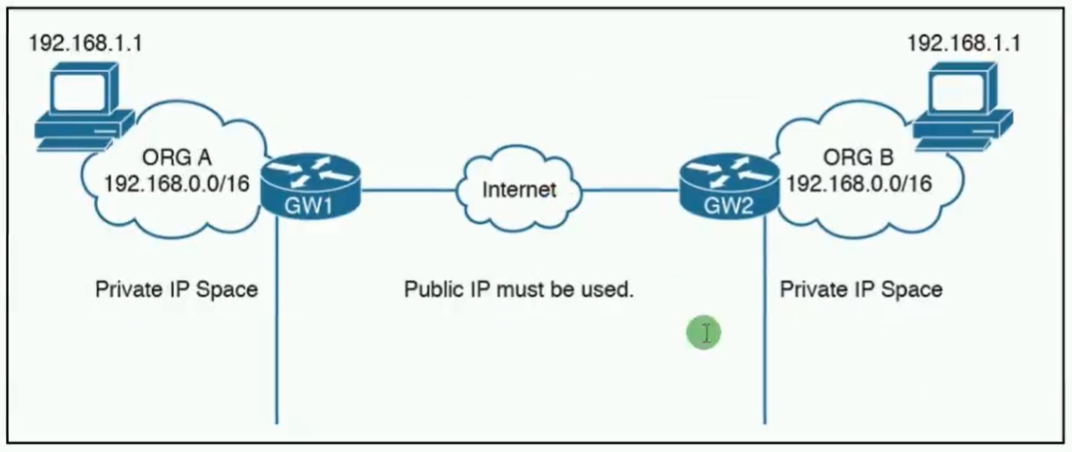 192.168.1.1
192.168.1.1
ORG A
192.168.0.0/16
GW1
Internet
GW2
ORG B
192.168.0.0/16
Private IP Space
Public IP must be used.
Private IP Space